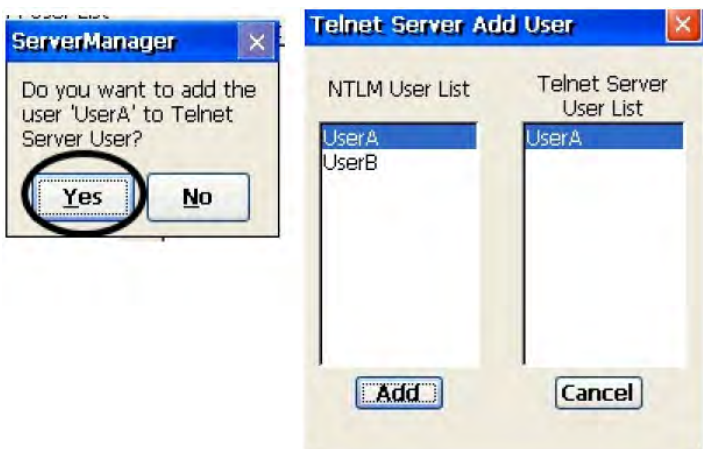 ServerManager
Do you want to add the
user 'UserA' to Telnet
Server User?
Yes
No
Telnet Server Add User
NTLM User List
Telnet Server
User List
UserA
UserB
UserA
Add
Cancel